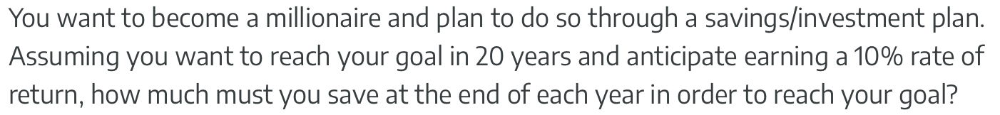 You want to become a millionaire and plan to do so through a savings/investment plan.
Assuming you want to reach your goal in 20 years and anticipate earning a 10% rate of
return, how much must you save at the end of each year in order to reach your goal?